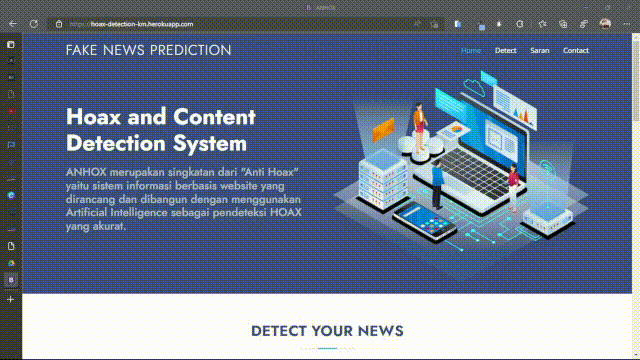 ANHOX
https://hoax-detection-km.herokuapp.com
FAKE NEWS PREDICTION
Home Detect Saran Contact
Hoax and Content
Detection System
ANHOX merupakan singkatan dari "Anti Hoax"
yaitu sistem informasi berbasis website yang
dirancang dan dibangun dengan menggunakan
Artificial Intelligence sebagai pendeteksi HOAX
yang akurat.
DETECT YOUR NEWS